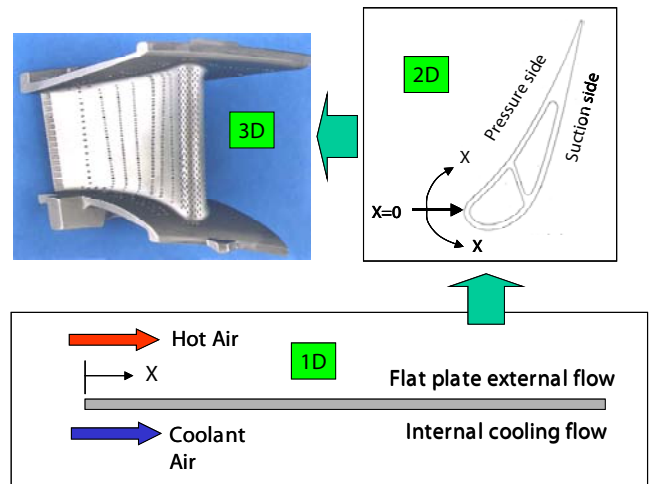 3D
2D
Pressure side
Suction side
X
X=0
X
Hot Air
X
1D
Flat plate external flow
Coolant
Air
Internal cooling flow